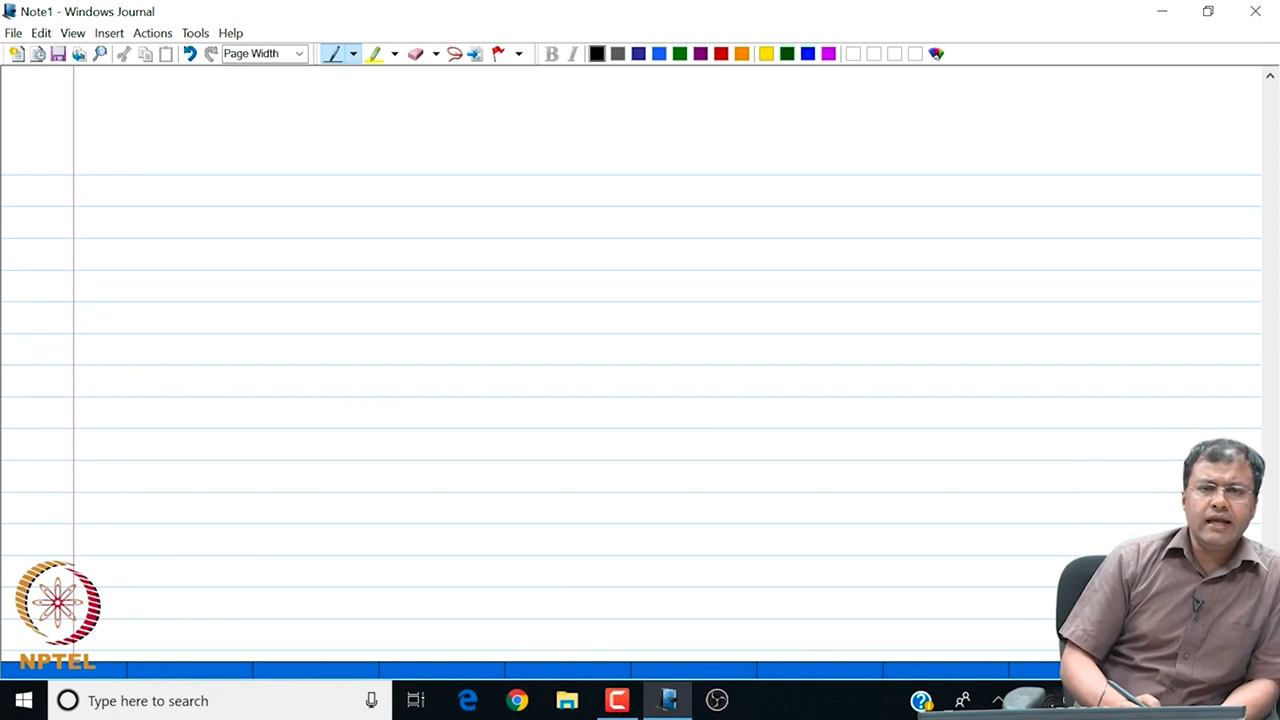 Note1 - Windows Journal
File Edit View Insert Actions Tools Help
Page Width
B I
NPTEL
Type here to search